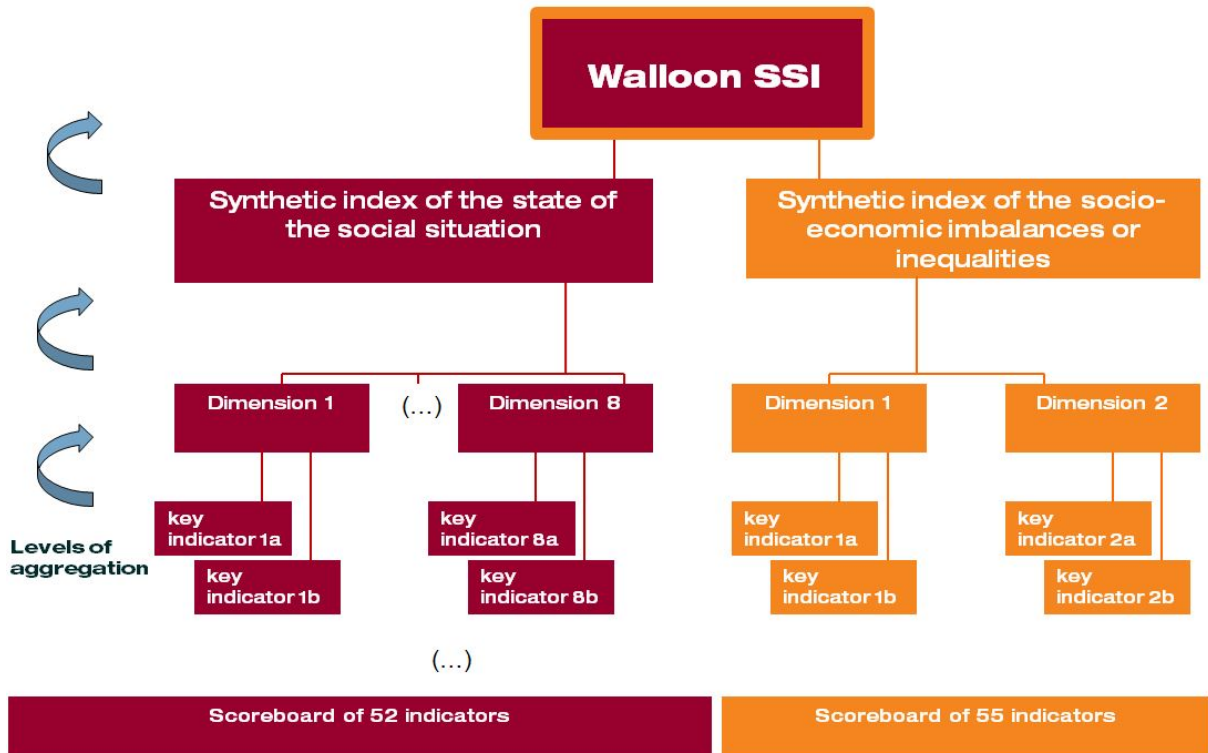 Walloon SSI
Synthetic index of the state of
the social situation
Synthetic index of the socio-
economic imbalances or
inequalities
Dimension 1
(...)
Dimension 8
Dimension 1
Dimension 2
key
indicator 1a
key
indicator 1b
key
indicator 8a
key
indicator 8b
key
indicator 1a
key
indicator 1b
key
indicator 2a
key
indicator 2b
Levels of
aggregation
(...)
Scoreboard of 52 indicators
Scoreboard of 55 indicators